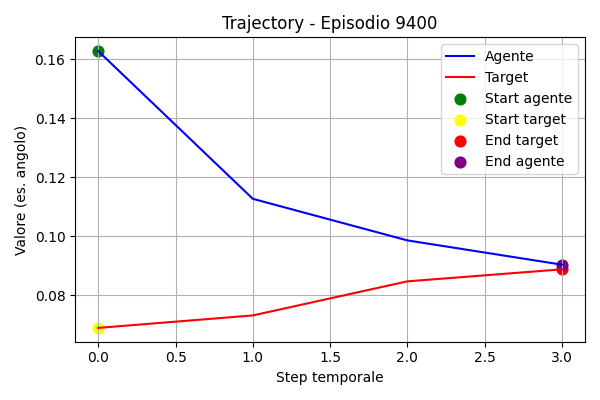 Trajectory - Episodio 9400
Agente
Target
Start agente
Start target
End target
End agente
Valore (es. angolo)
0.16
0.14
0.12
0.10
0.08
0.0 0.5 1.0 1.5 2.0 2.5 3.0
Step temporale